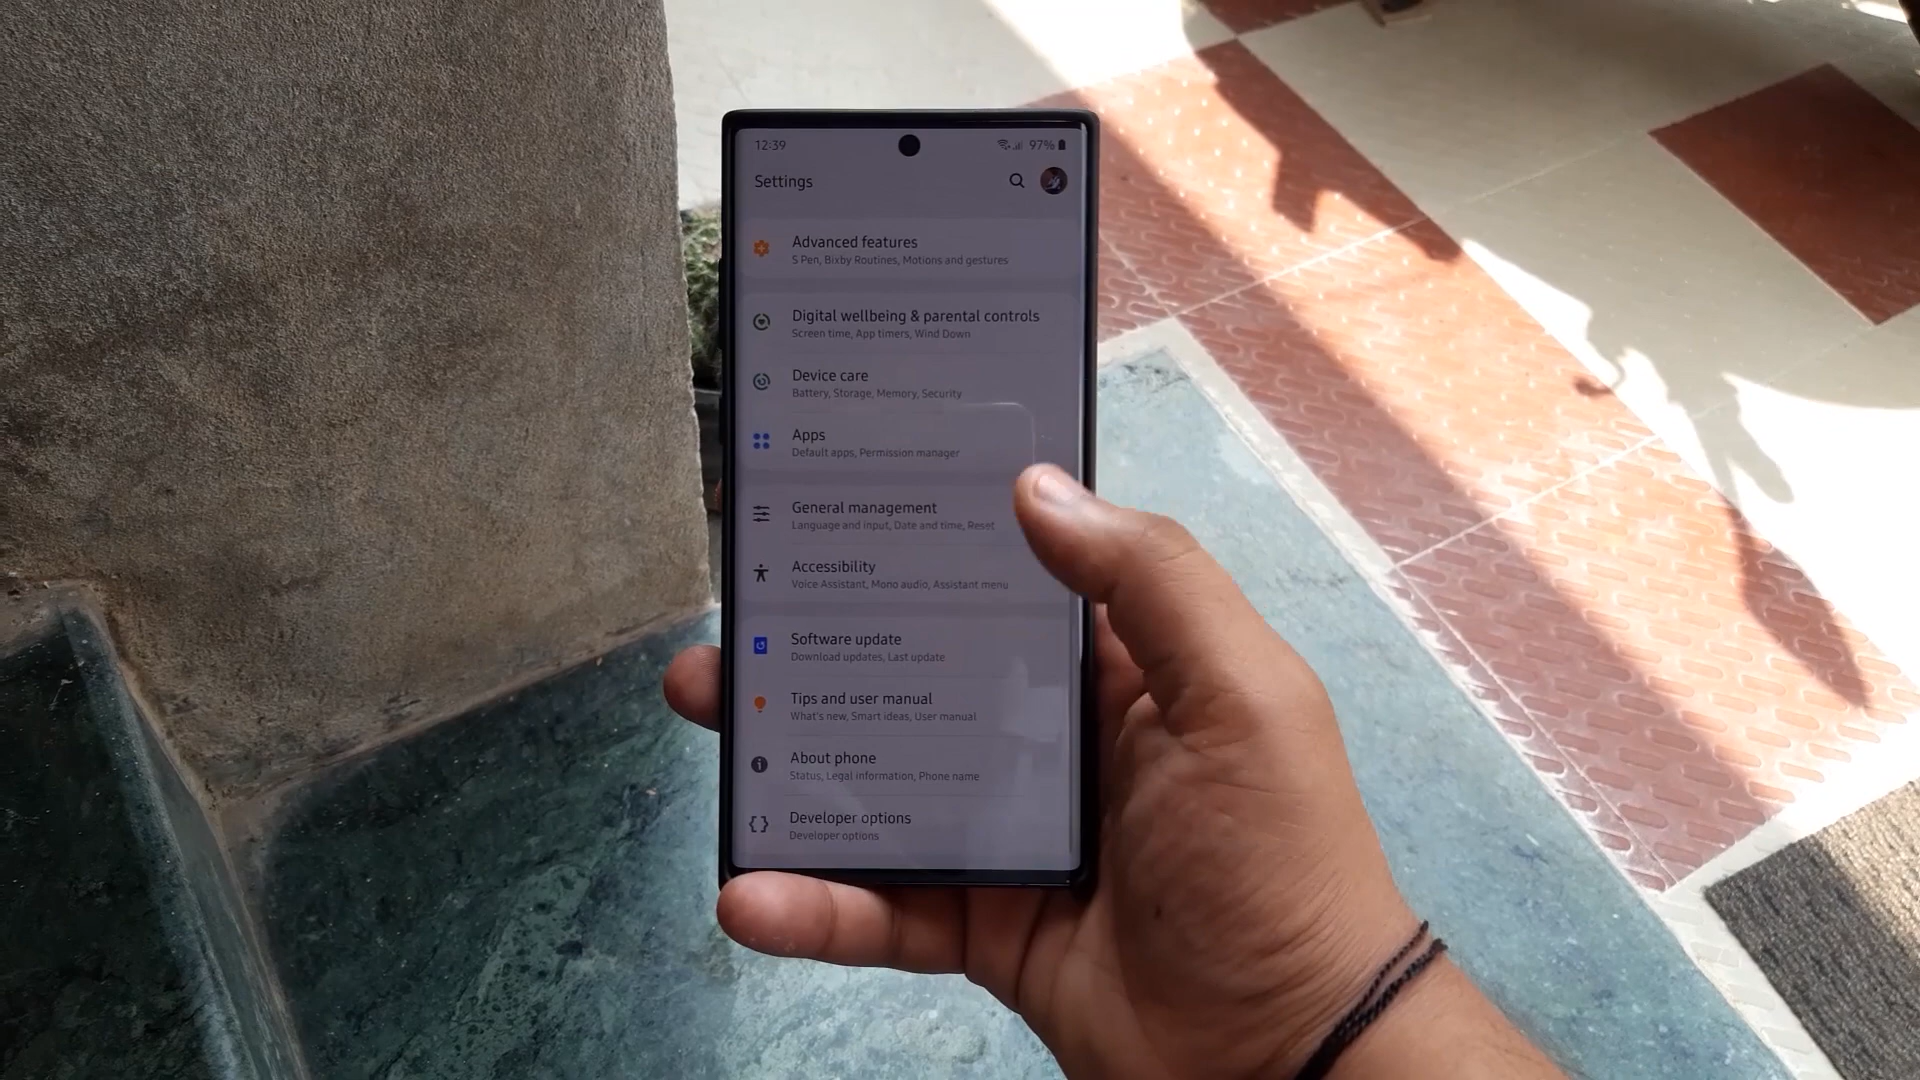 12:39
97%
Settings
Advanced features
S Pen, Bixby Routines, Motions and gestures
Digital wellbeing & parental controls
Screen time, App timers, Wind Down
Device care
Battery, Storage, Memory, Security
Apps
Default apps, Permission manager
General management
Language and input, Date and time, Reset
Accessibility
Voice Assistant, Mono audio, Assistant menu
Software update
Download updates, Last update
Tips and user manual
What's new, Smart ideas, User manual
About phone
Status, Legal information, Phone name
Developer options
Developer options